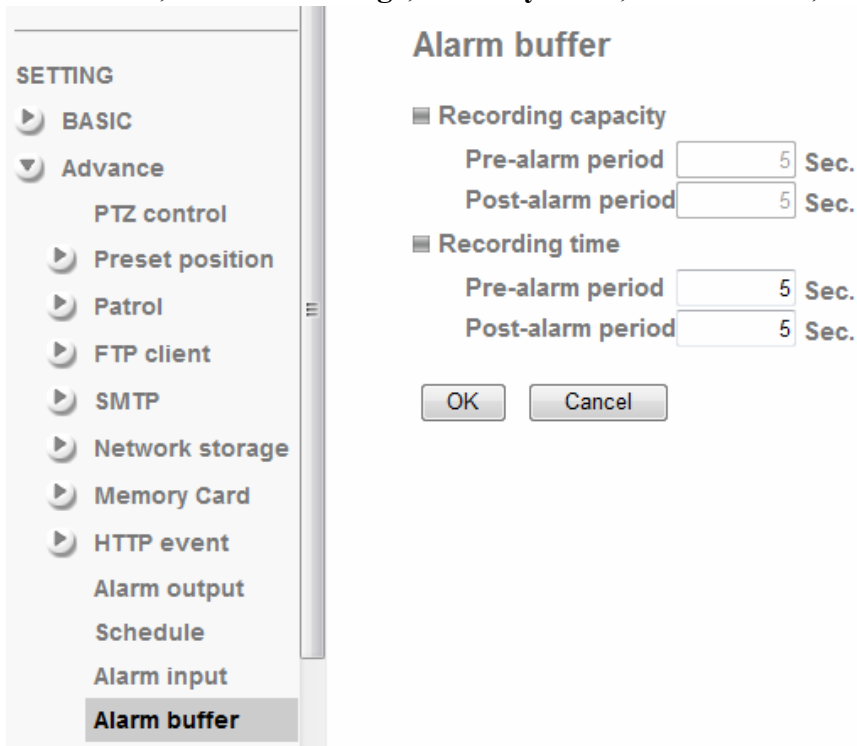 SETTING
BASIC
Advance
PTZ control
Preset position
Patrol
FTP client
SMTP
Network storage
Memory Card
HTTP event
Alarm output
Schedule
Alarm input
Alarm buffer
Alarm buffer
Recording capacity
Pre-alarm period 5 Sec.
Post-alarm period 5 Sec.
Recording time
Pre-alarm period 5 Sec.
Post-alarm period 5 Sec.
OK Cancel